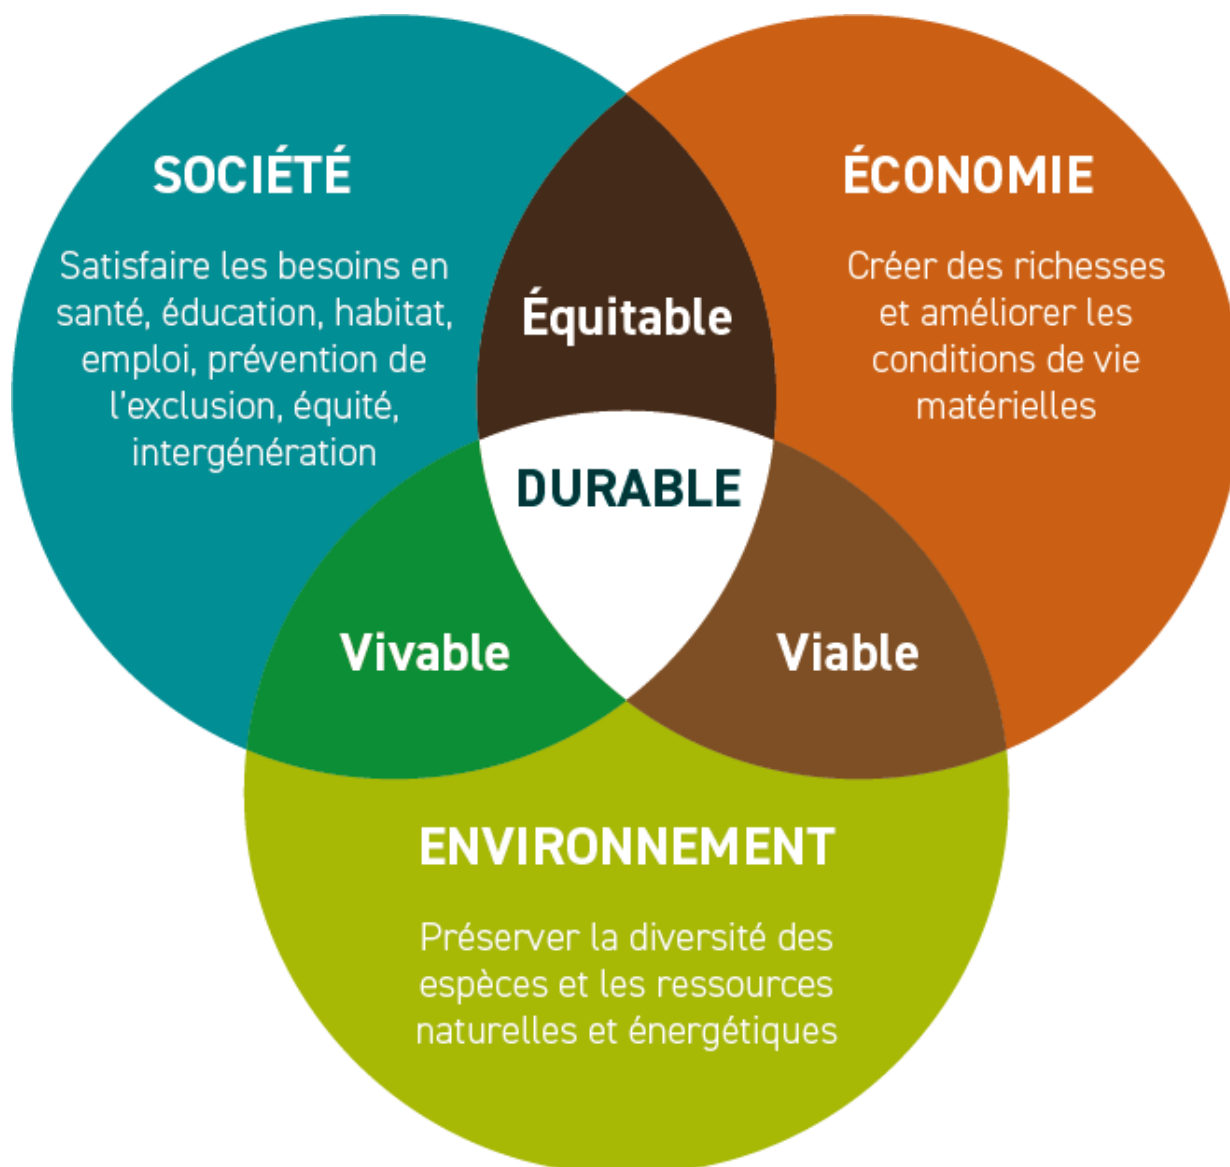 SOCIÉTÉ
Satisfaire les besoins en
santé, éducation, habitat,
emploi, prévention de
l'exclusion, équité,
intergénération
ÉCONOMIE
Créer des richesses
et améliorer les
conditions de vie
matérielles
Équitable
DURABLE
Vivable
Viable
ENVIRONNEMENT
Préserver la diversité des
espèces et les ressources
naturelles et énergétiques